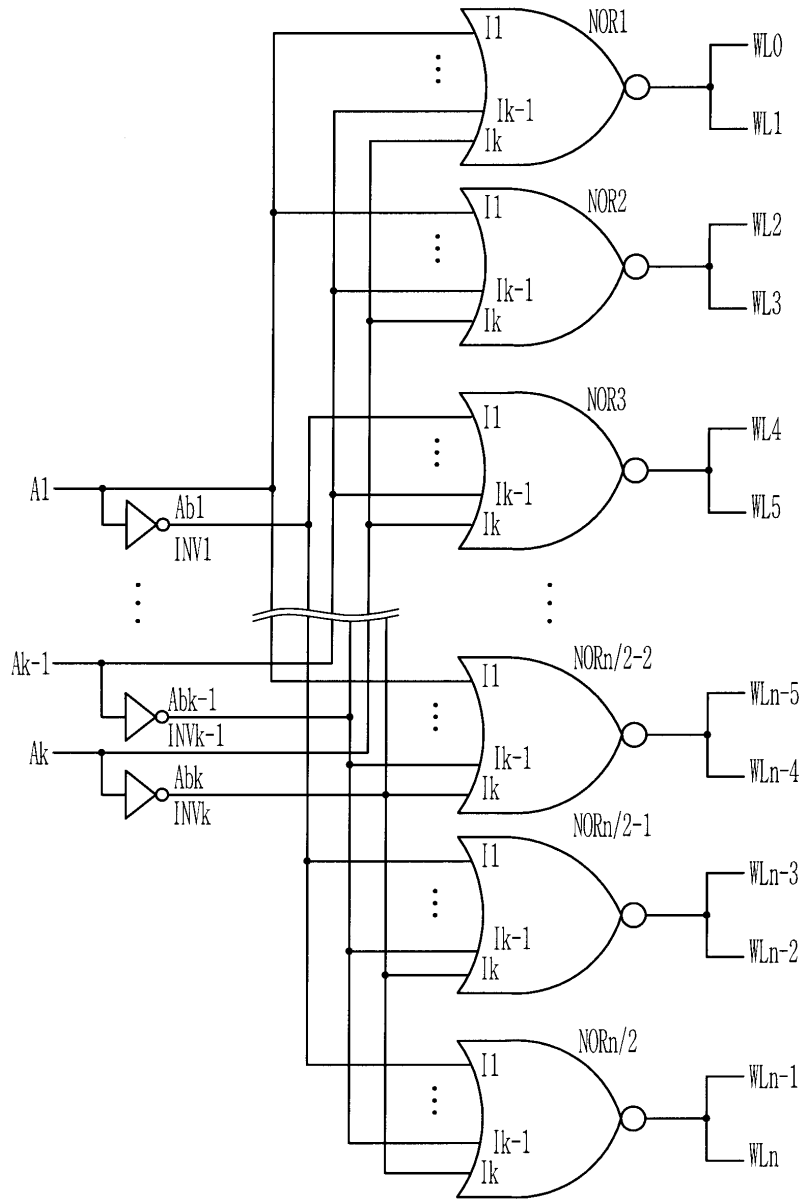 NOR1
I1
Ik-1
Ik
WL0
WL1
NOR2
I1
Ik-1
Ik
WL2
WL3
NOR3
I1
Ik-1
Ik
WL4
WL5
A1
Ab1
INV1
Ak-1
Abk-1
INVk-1
Ak
Abk
INVk
NORn/2-2
I1
Ik-1
Ik
WLn-5
WLn-4
NORn/2-1
I1
Ik-1
Ik
WLn-3
WLn-2
NORn/2
I1
Ik-1
Ik
WLn-1
WLn